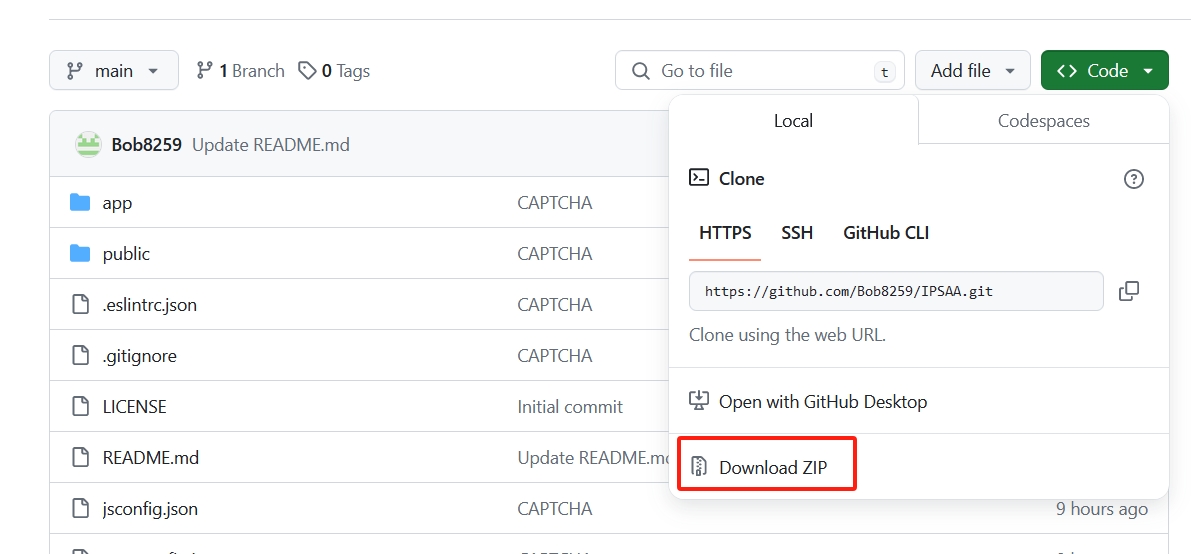 main 1 Branch 0 Tags Go to file t Add file Code
Local Codespaces
Bob8259 Update README.md
Clone
app CAPTCHA
HTTPS SSH GitHub CLI
public CAPTCHA
https://github.com/Bob8259/IPSAA.git
.eslintrc.json CAPTCHA
Clone using the web URL.
.gitignore CAPTCHA
Open with GitHub Desktop
LICENSE Initial commit
README.md Update README.md
Download ZIP
jsconfig.json CAPTCHA 9 hours ago